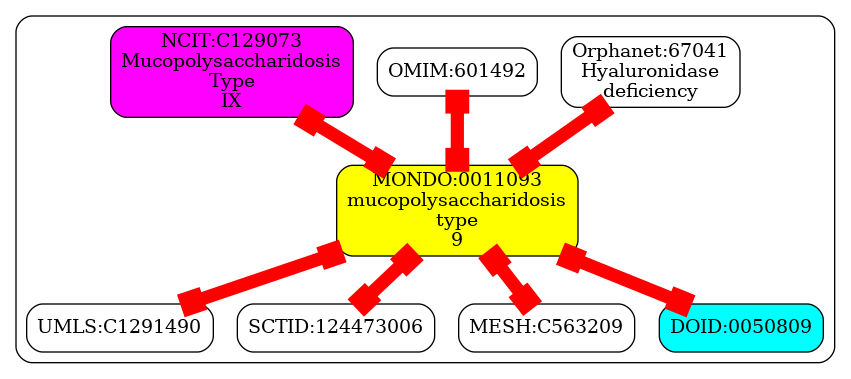 NCIT:C129073
Mucopolysaccharidosis
Type
IX
OMIM:601492
Orphanet:67041
Hyaluronidase
deficiency
MONDO:0011093
mucopolysaccharidosis
type
9
UMLS:C1291490
SCTID:124473006
MESH:C563209
DOID:0050809